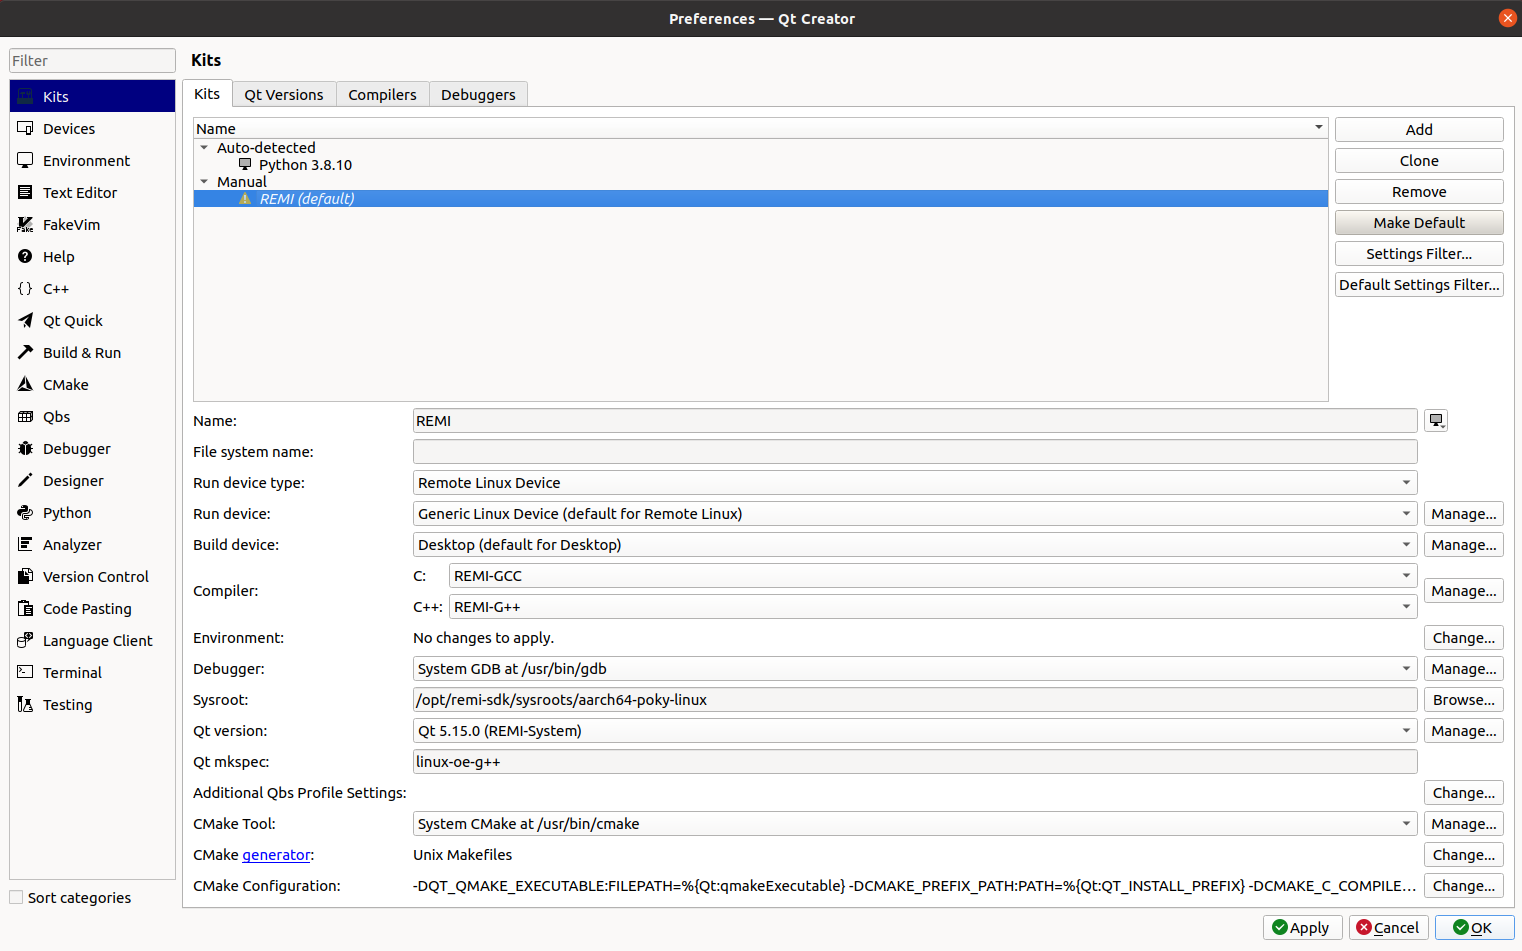 Preferences — Qt Creator
Filter
Kits
Devices
Environment
Text Editor
FakeVim
Help
C++
Qt Quick
Build & Run
CMake
Qbs
Debugger
Designer
Python
Analyzer
Version Control
Code Pasting
Language Client
Terminal
Testing
Sort categories
Kits
Kits Qt Versions Compilers Debuggers
Name
Auto-detected
Python 3.8.10
Manual
REMI (default)
Add
Clone
Remove
Make Default
Settings Filter...
Default Settings Filter...
Name: REMI
File system name:
Run device type: Remote Linux Device
Run device: Generic Linux Device (default for Remote Linux) Manage...
Build device: Desktop (default for Desktop) Manage...
Compiler: Manage...
C: REMI-GCC
C++: REMI-G++
Environment: No changes to apply. Change...
Debugger: System GDB at /usr/bin/gdb Manage...
Sysroot: /opt/remi-sdk/sysroots/aarch64-poky-linux Browse...
Qt version: Qt 5.15.0 (REMI-System) Manage...
Qt mkspec: linux-oe-g++
Additional Qbs Profile Settings: Change...
CMake Tool: System CMake at /usr/bin/cmake Manage...
CMake generator: Unix Makefiles Change...
CMake Configuration: -DQT_QMAKE_EXECUTABLE:FILEPATH=%{Qt:qmakeExecutable} -DCMAKE_PREFIX_PATH:PATH=%{Qt:QT_INSTALL_PREFIX} -DCMAKE_C_COMPILE... Change...
Apply Cancel OK